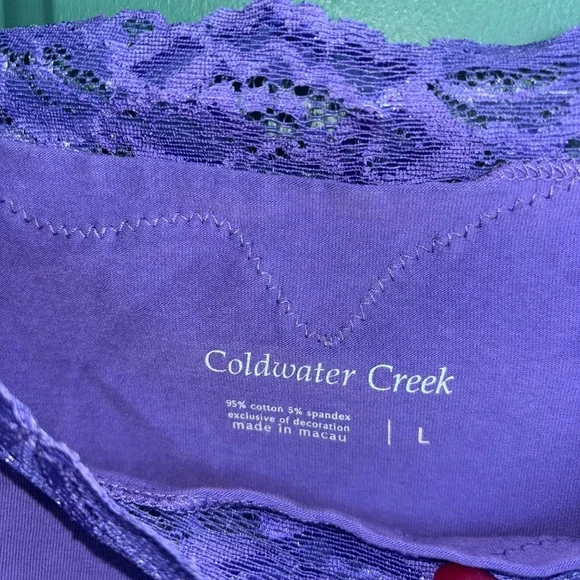 Coldwater Creek
95% cotton 5% spandex
exclusive of decoration
made in macau | L